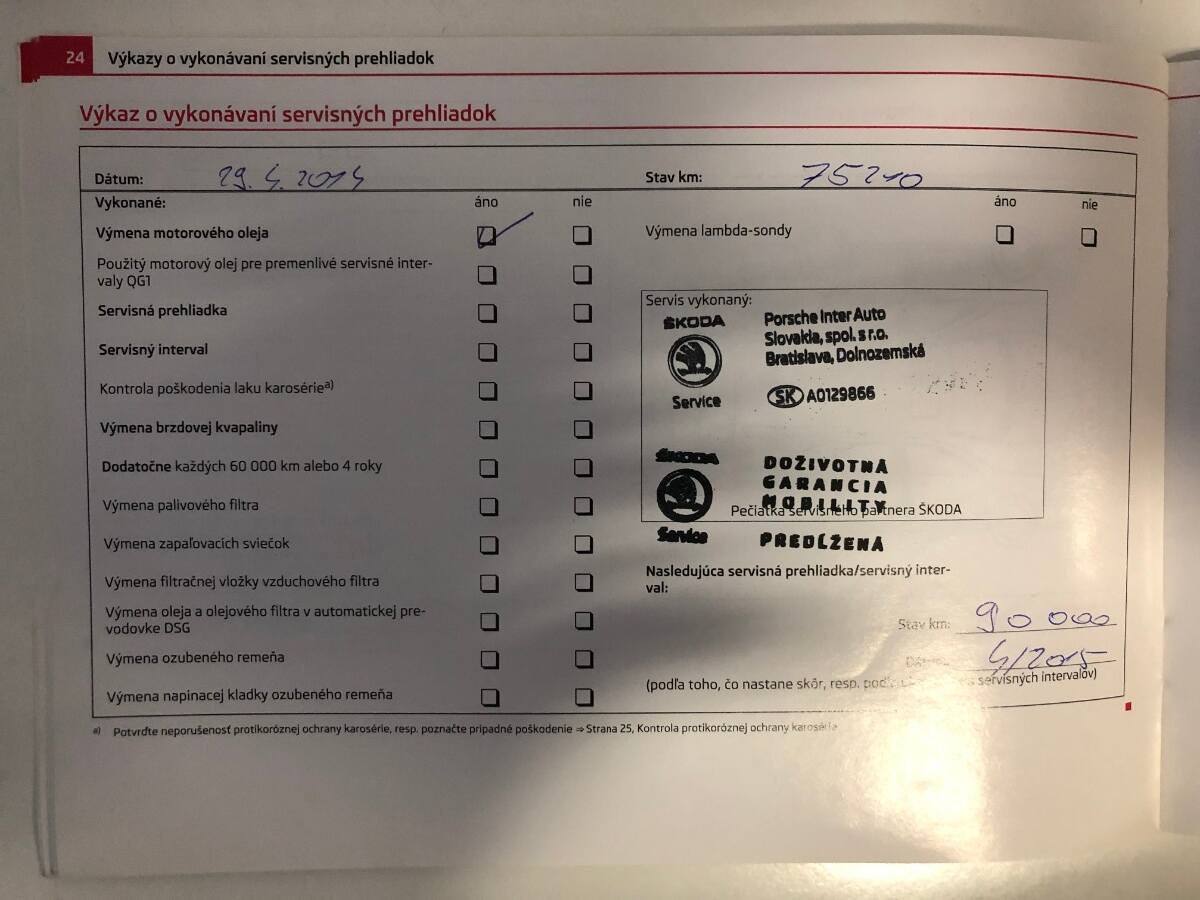 24 Výkazy o vykonávaní servisných prehliadok
Výkaz o vykonávaní servisných prehliadok
Dátum: 29. 4. 2014
Stav km: 75210
Vykonané: áno nie
áno nie
Výmena motorového oleja
Výmena lambda-sondy
Použitý motorový olej pre premenlivé servisné inter-
valy QG1
Servisná prehliadka
Servisný interval
Kontrola poškodenia laku karosérieª⁾
Výmena brzdovej kvapaliny
Dodatočne každých 60 000 km alebo 4 roky
Výmena palivového filtra
Výmena zapaľovacích sviečok
Výmena filtračnej vložky vzduchového filtra
Výmena oleja a olejového filtra v automatickej pre-
vodovke DSG
Výmena ozubeného remeňa
Výmena napinacej kladky ozubeného remeňa
Servis vykonaný:
ŠKODA
Service
Porsche Inter Auto
Slovakia, spol. s r.o.
Bratislava, Dolnozemská
SK A0129866
ŠKODA
Service
DOŽIVOTNÁ
GARANCIA
MOBILITY
PREDĹŽENÁ
Pečiatka servisného partnera ŠKODA
Nasledujúca servisná prehliadka/servisný inter-
val:
Stav km: 90 000
4/2015
(podľa toho, čo nastane skôr, resp. servisných intervalov)
a) Potvrďte neporušenosť protikoróznej ochrany karosérie, resp. poznačte prípadné poškodenie ⇒ Strana 25, Kontrola protikoróznej ochrany karosérie